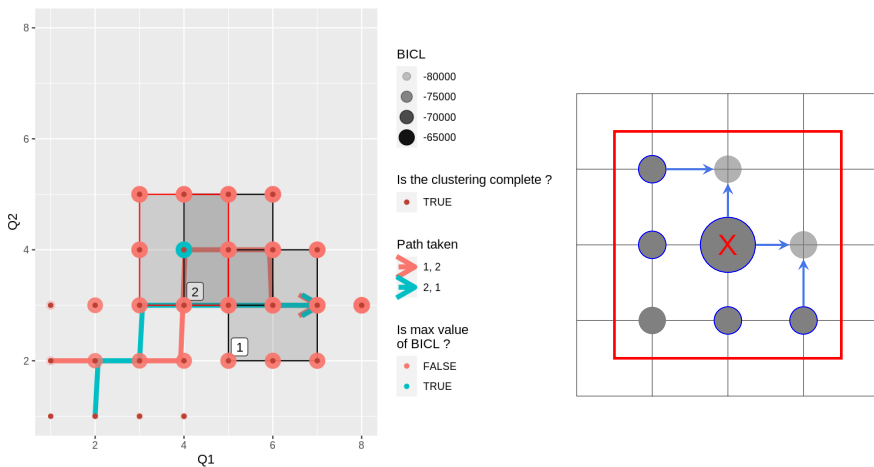 8
6
4
2
Q2
2
1
2
4
6
8
Q1
BICL
-80000
-75000
-70000
-65000
Is the clustering complete ?
TRUE
Path taken
1, 2
2, 1
Is max value
of BICL ?
FALSE
TRUE
X